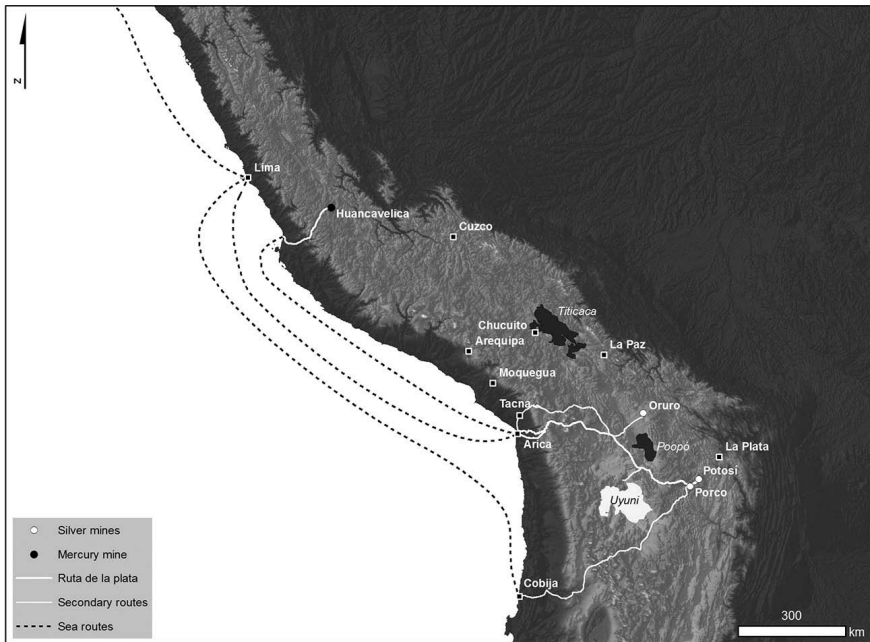 N
Lima
Huancavelica
Cuzco
Titicaca
Chucuito
Arequipa
La Paz
Moquegua
Tacna
Oruro
Arica
Poopó
La Plata
Potosí
Porco
Uyuni
Cobija
Silver mines
Mercury mine
Ruta de la plata
Secondary routes
Sea routes
300
km